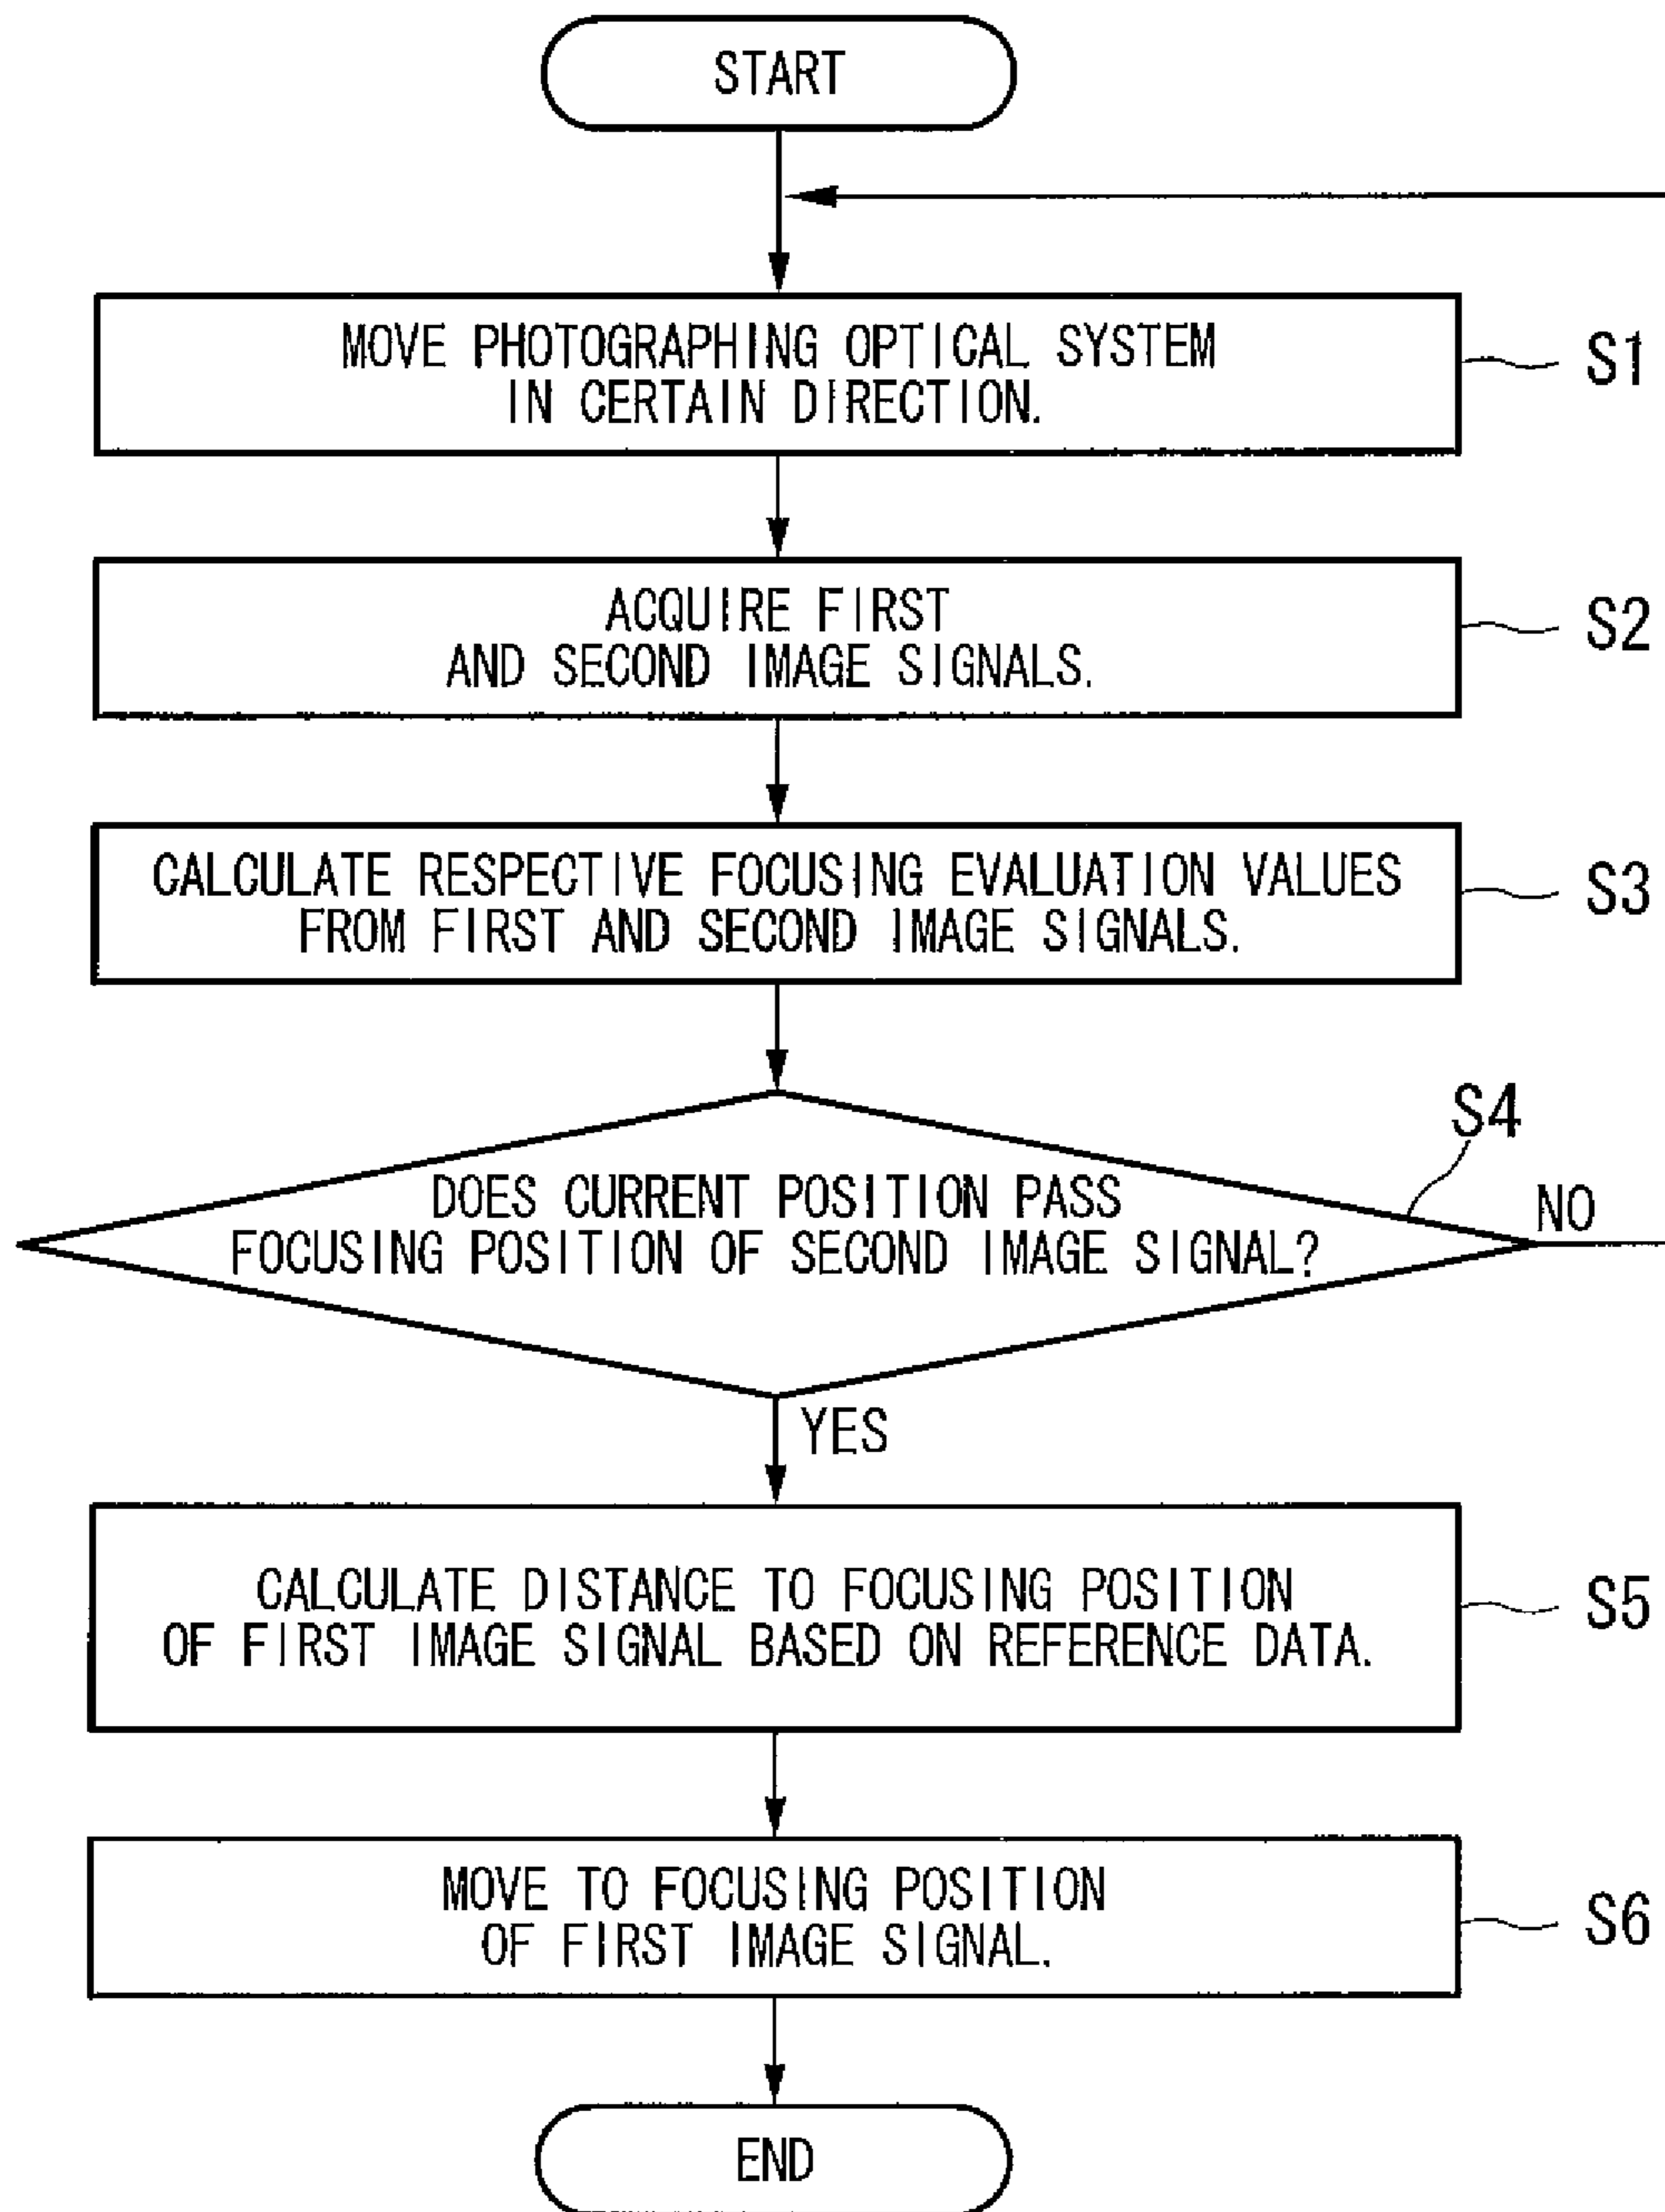 START
MOVE PHOTOGRAPHING OPTICAL SYSTEM
IN CERTAIN DIRECTION.
S1
ACQUIRE FIRST
AND SECOND IMAGE SIGNALS.
S2
CALCULATE RESPECTIVE FOCUSING EVALUATION VALUES
FROM FIRST AND SECOND IMAGE SIGNALS.
S3
S4
DOES CURRENT POSITION PASS
FOCUSING POSITION OF SECOND IMAGE SIGNAL?
NO
YES
CALCULATE DISTANCE TO FOCUSING POSITION
OF FIRST IMAGE SIGNAL BASED ON REFERENCE DATA.
S5
MOVE TO FOCUSING POSITION
OF FIRST IMAGE SIGNAL.
S6
END